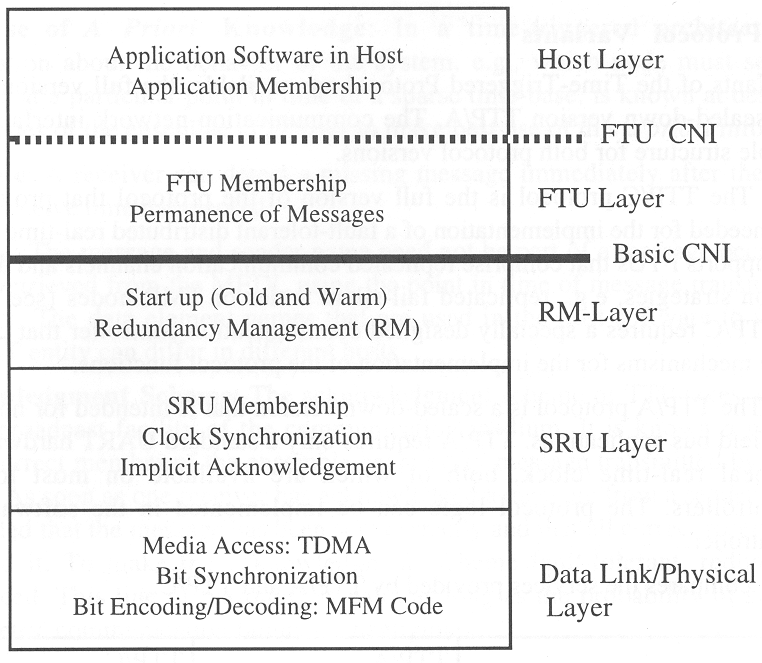 Application Software in Host
Application Membership
Host Layer
FTU CNI
FTU Membership
Permanence of Messages
FTU Layer
Basic CNI
Start up (Cold and Warm)
Redundancy Management (RM)
RM-Layer
SRU Membership
Clock Synchronization
Implicit Acknowledgement
SRU Layer
Media Access: TDMA
Bit Synchronization
Bit Encoding/Decoding: MFM Code
Data Link/Physical
Layer